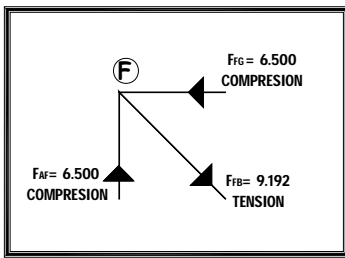 F
FFG = 6.500
COMPRESION
FAF= 6.500
COMPRESION
FFB= 9.192
TENSION